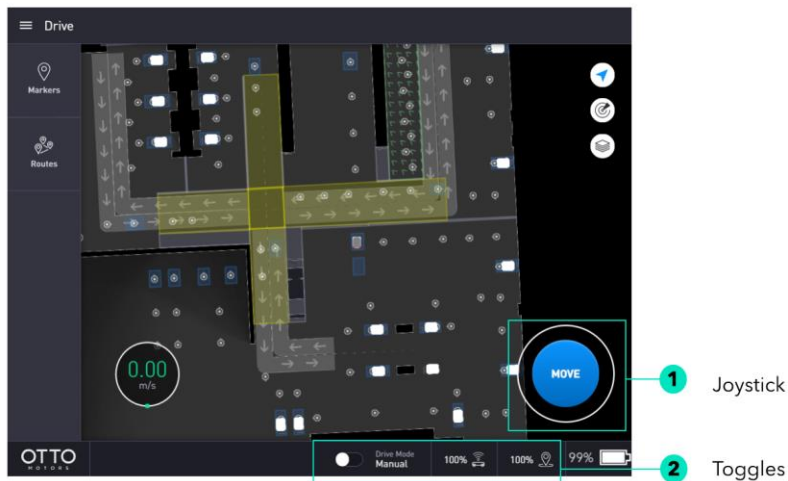 Drive
Markers
Routes
0.00
m/s
MOVE
1 Joystick
OTTO
MOTORS
Drive Mode
Manual
100%
100%
99%
2 Toggles